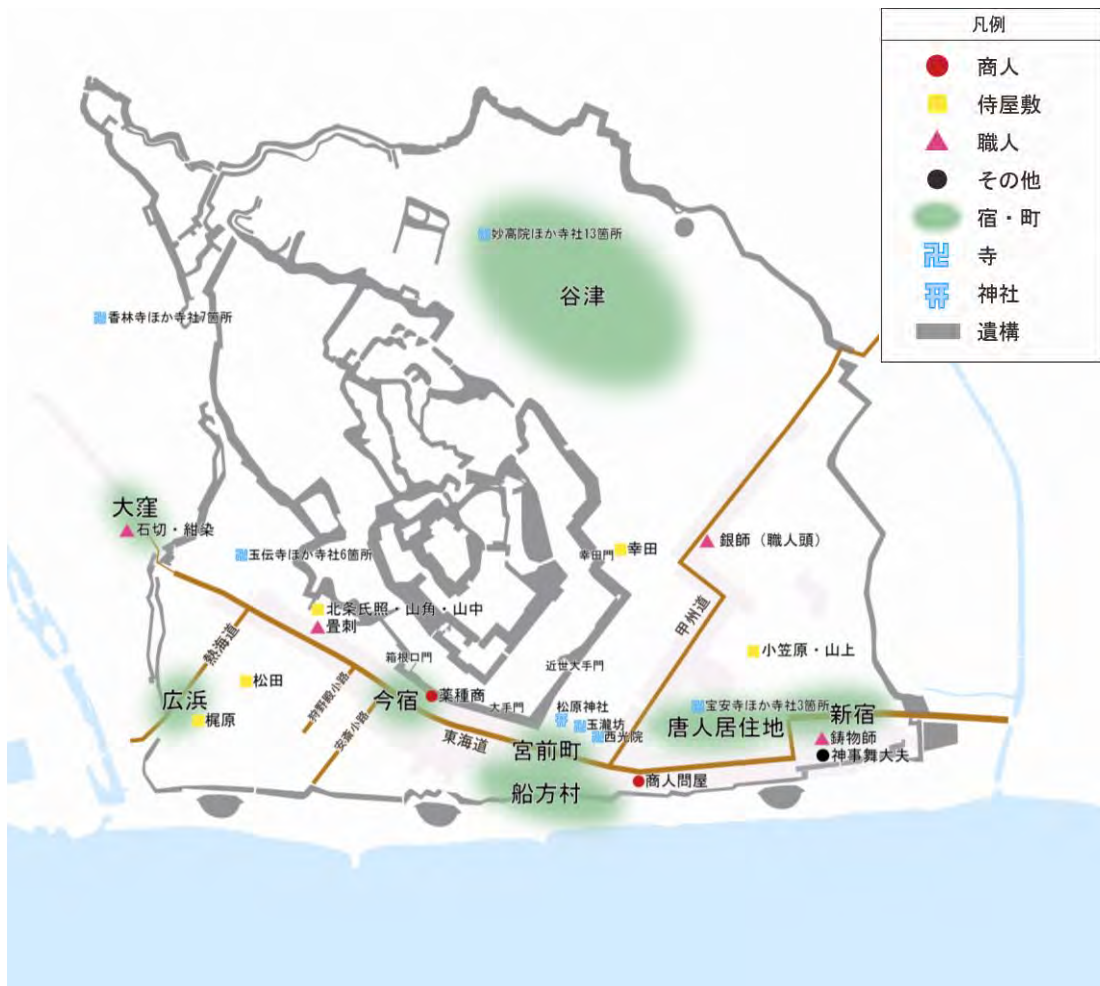 凡例
商人
侍屋敷
職人
その他
宿・町
寺
神社
遺構
妙高院ほか寺社13箇所
谷津
香林寺ほか寺社7箇所
大窪
石切・紺染
玉伝寺ほか寺社6箇所
幸田門
幸田
銀師（職人頭）
甲州道
北条氏照・山角・山中
畳刺
熱海道
箱根口門
近世大手門
小笠原・山上
松田
広浜
梶原
狩野殿小路
安斎小路
今宿
薬種商
大手門
松原神社
玉瀧坊
西光院
宝安寺ほか寺社3箇所
唐人居住地
新宿
鋳物師
神事舞大夫
東海道
宮前町
船方村
商人問屋